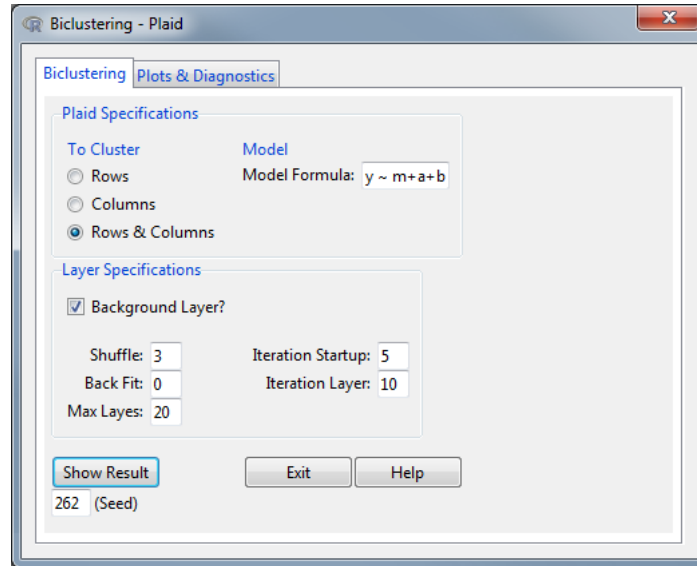 Biclustering - Plaid
Biclustering Plots & Diagnostics
Plaid Specifications
To Cluster Model
Rows Model Formula: y ~ m+a+b
Columns
Rows & Columns
Layer Specifications
Background Layer?
Shuffle: 3 Iteration Startup: 5
Back Fit: 0 Iteration Layer: 10
Max Layes: 20
Show Result Exit Help
262 (Seed)